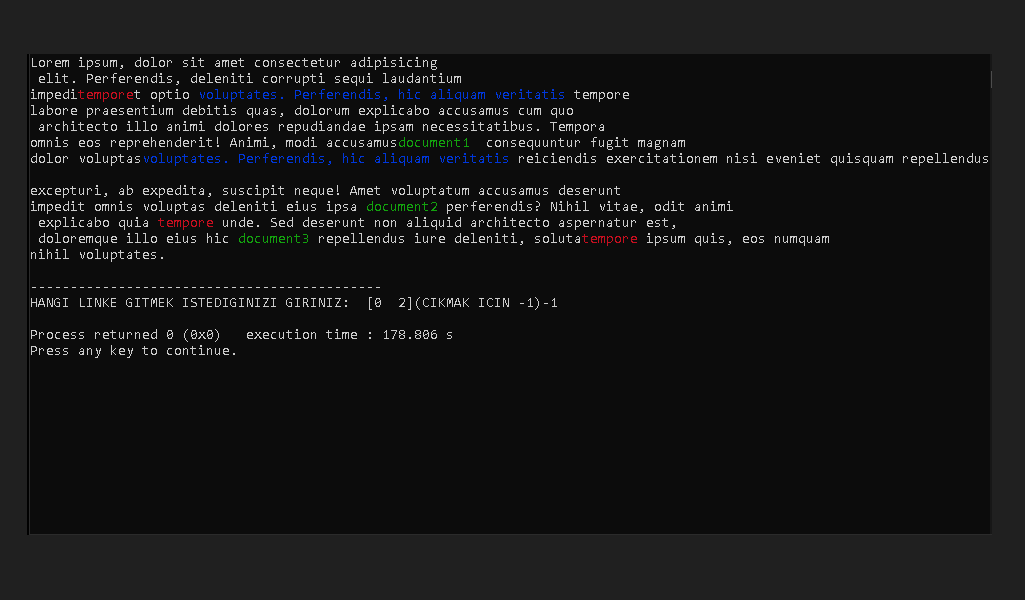 Lorem ipsum, dolor sit amet consectetur adipisicing
elit. Perferendis, deleniti corrupti sequi laudantium
impeditemporet optio voluptates. Perferendis, hic aliquam veritatis tempore
labore praesentium debitis quas, dolorum explicabo accusamus cum quo
architecto illo animi dolores repudiandae ipsam necessitatibus. Tempora
omnis eos reprehenderit! Animi, modi accusamusdocument1  consequuntur fugit magnam
dolor voluptasvoluptates. Perferendis, hic aliquam veritatis reiciendis exercitationem nisi eveniet quisquam repellendus
excepturi, ab expedita, suscipit neque! Amet voluptatum accusamus deserunt
impedit omnis voluptas deleniti eius ipsa document2 perferendis? Nihil vitae, odit animi
explicabo quia tempore unde. Sed deserunt non aliquid architecto aspernatur est,
doloremque illo eius hic document3 repellendus iure deleniti, solutatempore ipsum quis, eos numquam
nihil voluptates.
--------------------------------------------
HANGI LINKE GITMEK ISTEDIGINIZI GIRINIZ:  [0  2](CIKMAK ICIN -1)-1
Process returned 0 (0x0)   execution time : 178.806 s
Press any key to continue.